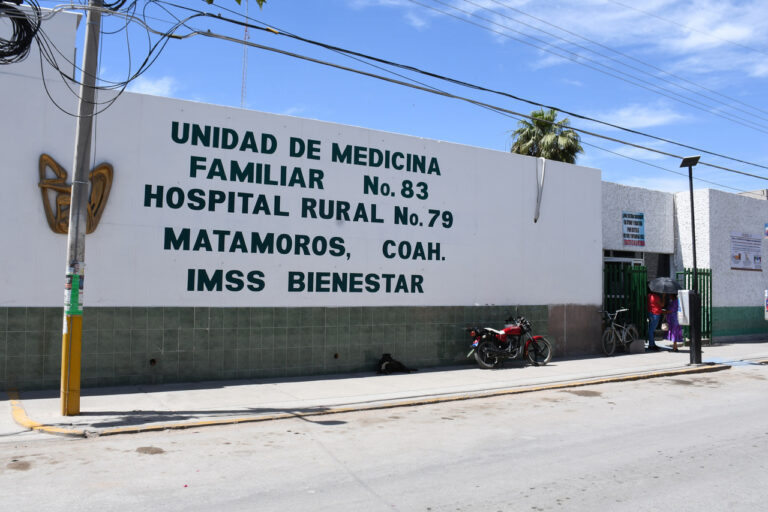 UNIDAD DE MEDICINA
FAMILIAR No. 83
HOSPITAL RURAL No. 79
MATAMOROS, COAH.
IMSS BIENESTAR